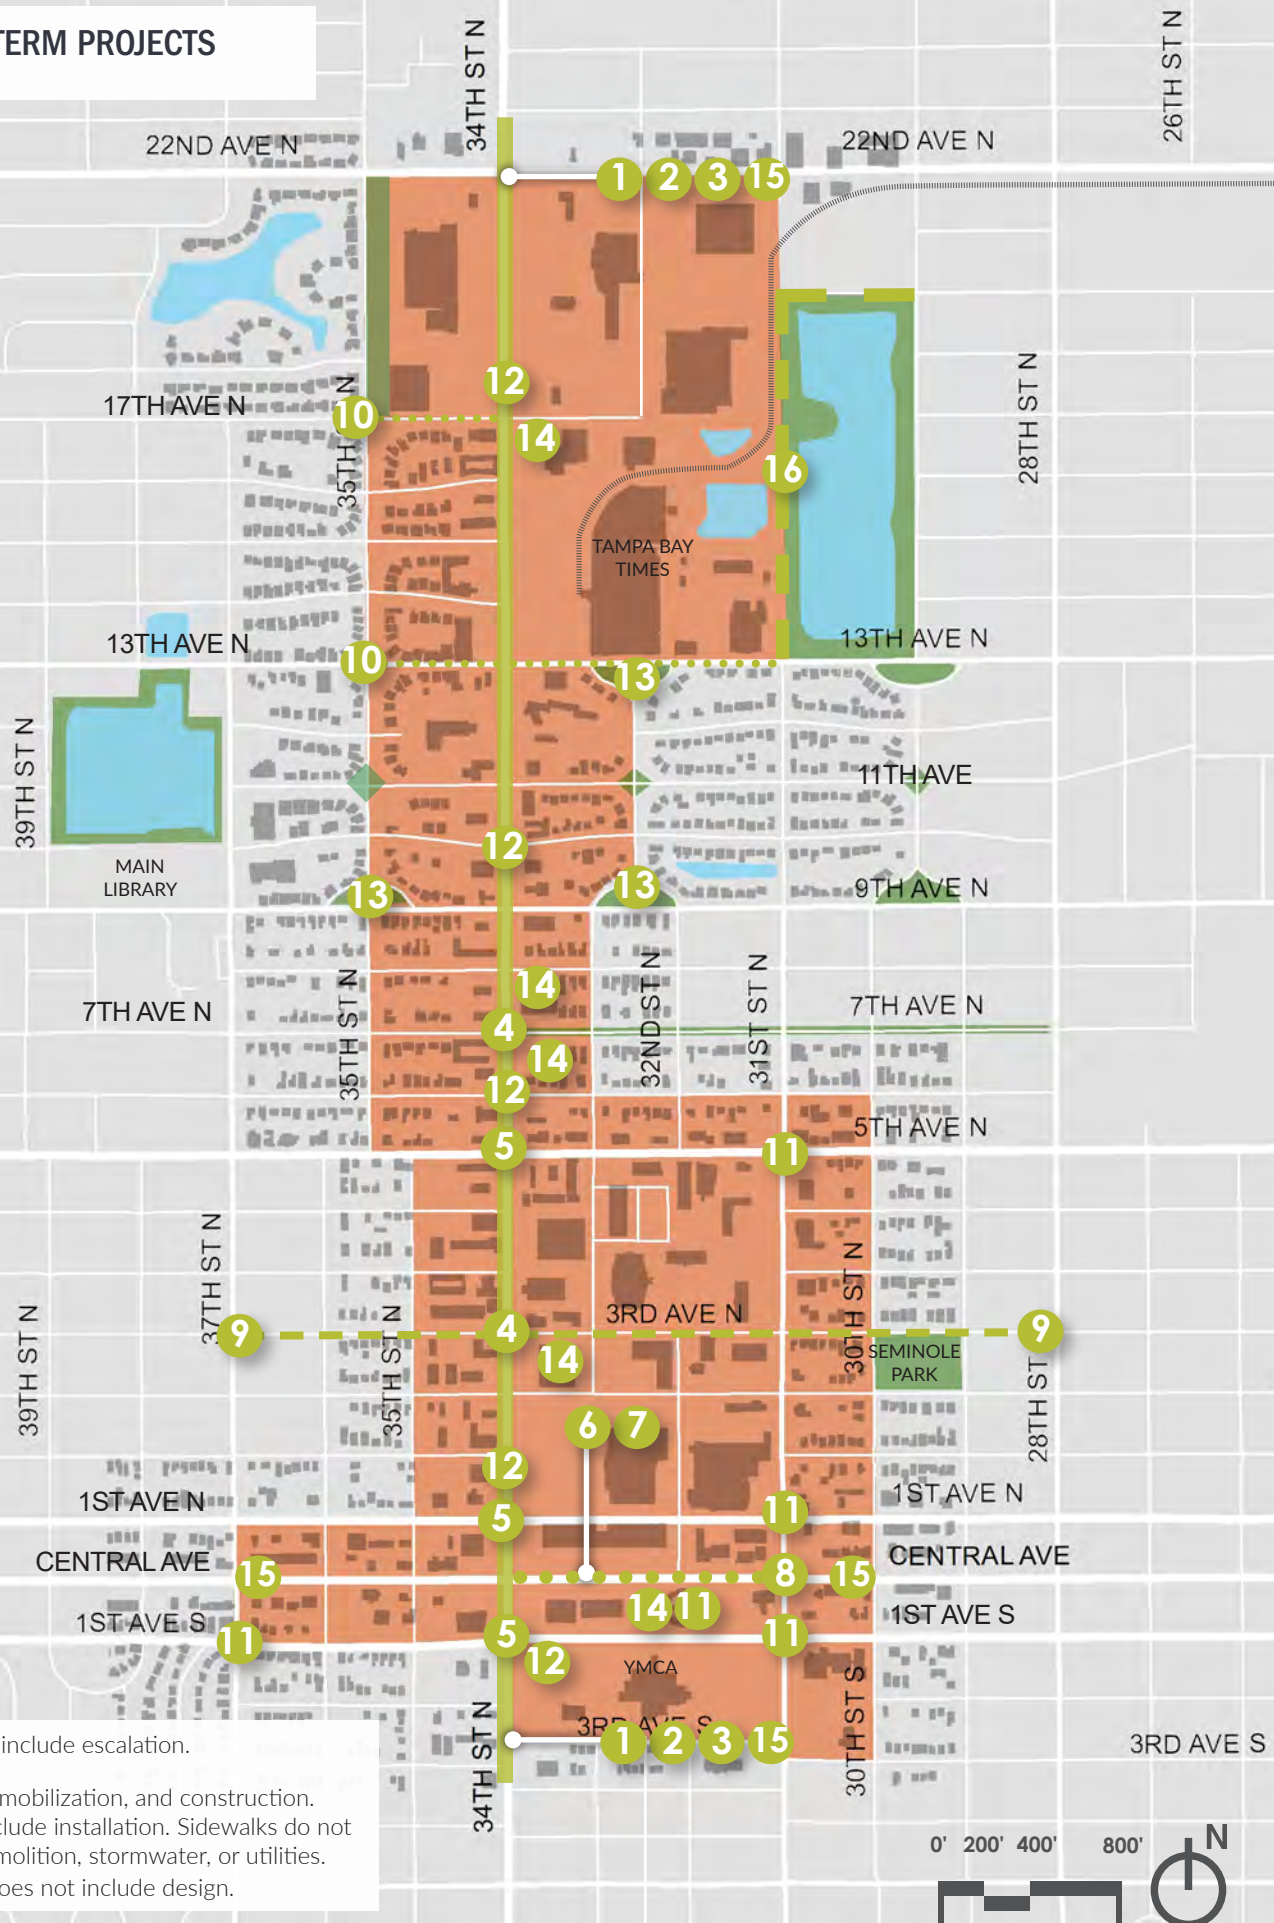 TERM PROJECTS
34TH ST N
26TH ST N
22ND AVE N
22ND AVE N
1 2 3 15
12
17TH AVE N
35TH ST N
10
14
28TH ST N
16
TAMPA BAY
TIMES
13TH AVE N
13TH AVE N
10
13
39TH ST N
11TH AVE
12
MAIN
LIBRARY
13
13
9TH AVE N
14
7TH AVE N
35TH ST N
32ND ST N
31ST ST N
7TH AVE N
4
14
12
5TH AVE N
5
11
37TH ST N
30TH ST N
3RD AVE N
9
4
9
39TH ST N
35TH ST N
14
SEMINOLE
PARK
28TH ST
6 7
12
1ST AVE N
1ST AVE N
5
11
CENTRAL AVE
CENTRAL AVE
15
8
15
14 11
1ST AVE S
1ST AVE S
11
5
11
12
YMCA
3RD AVE S
1 2 3 15
34TH ST N
30TH ST S
3RD AVE S
include escalation.
mobilization, and construction.
clude installation. Sidewalks do not
molition, stormwater, or utilities.
oes not include design.
0' 200' 400' 800'
N